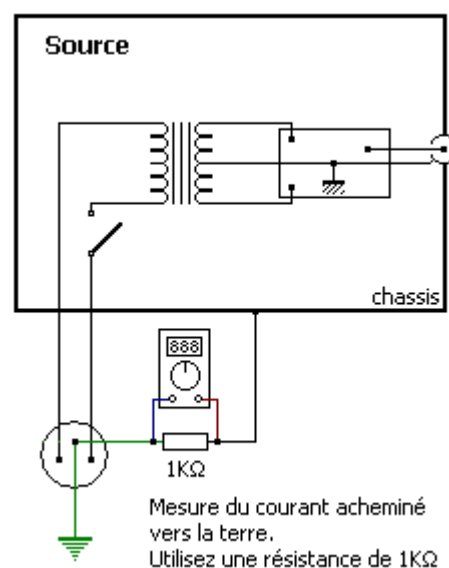 Source
chassis
888
1KΩ
Mesure du courant acheminé
vers la terre.
Utilisez une résistance de 1KΩ